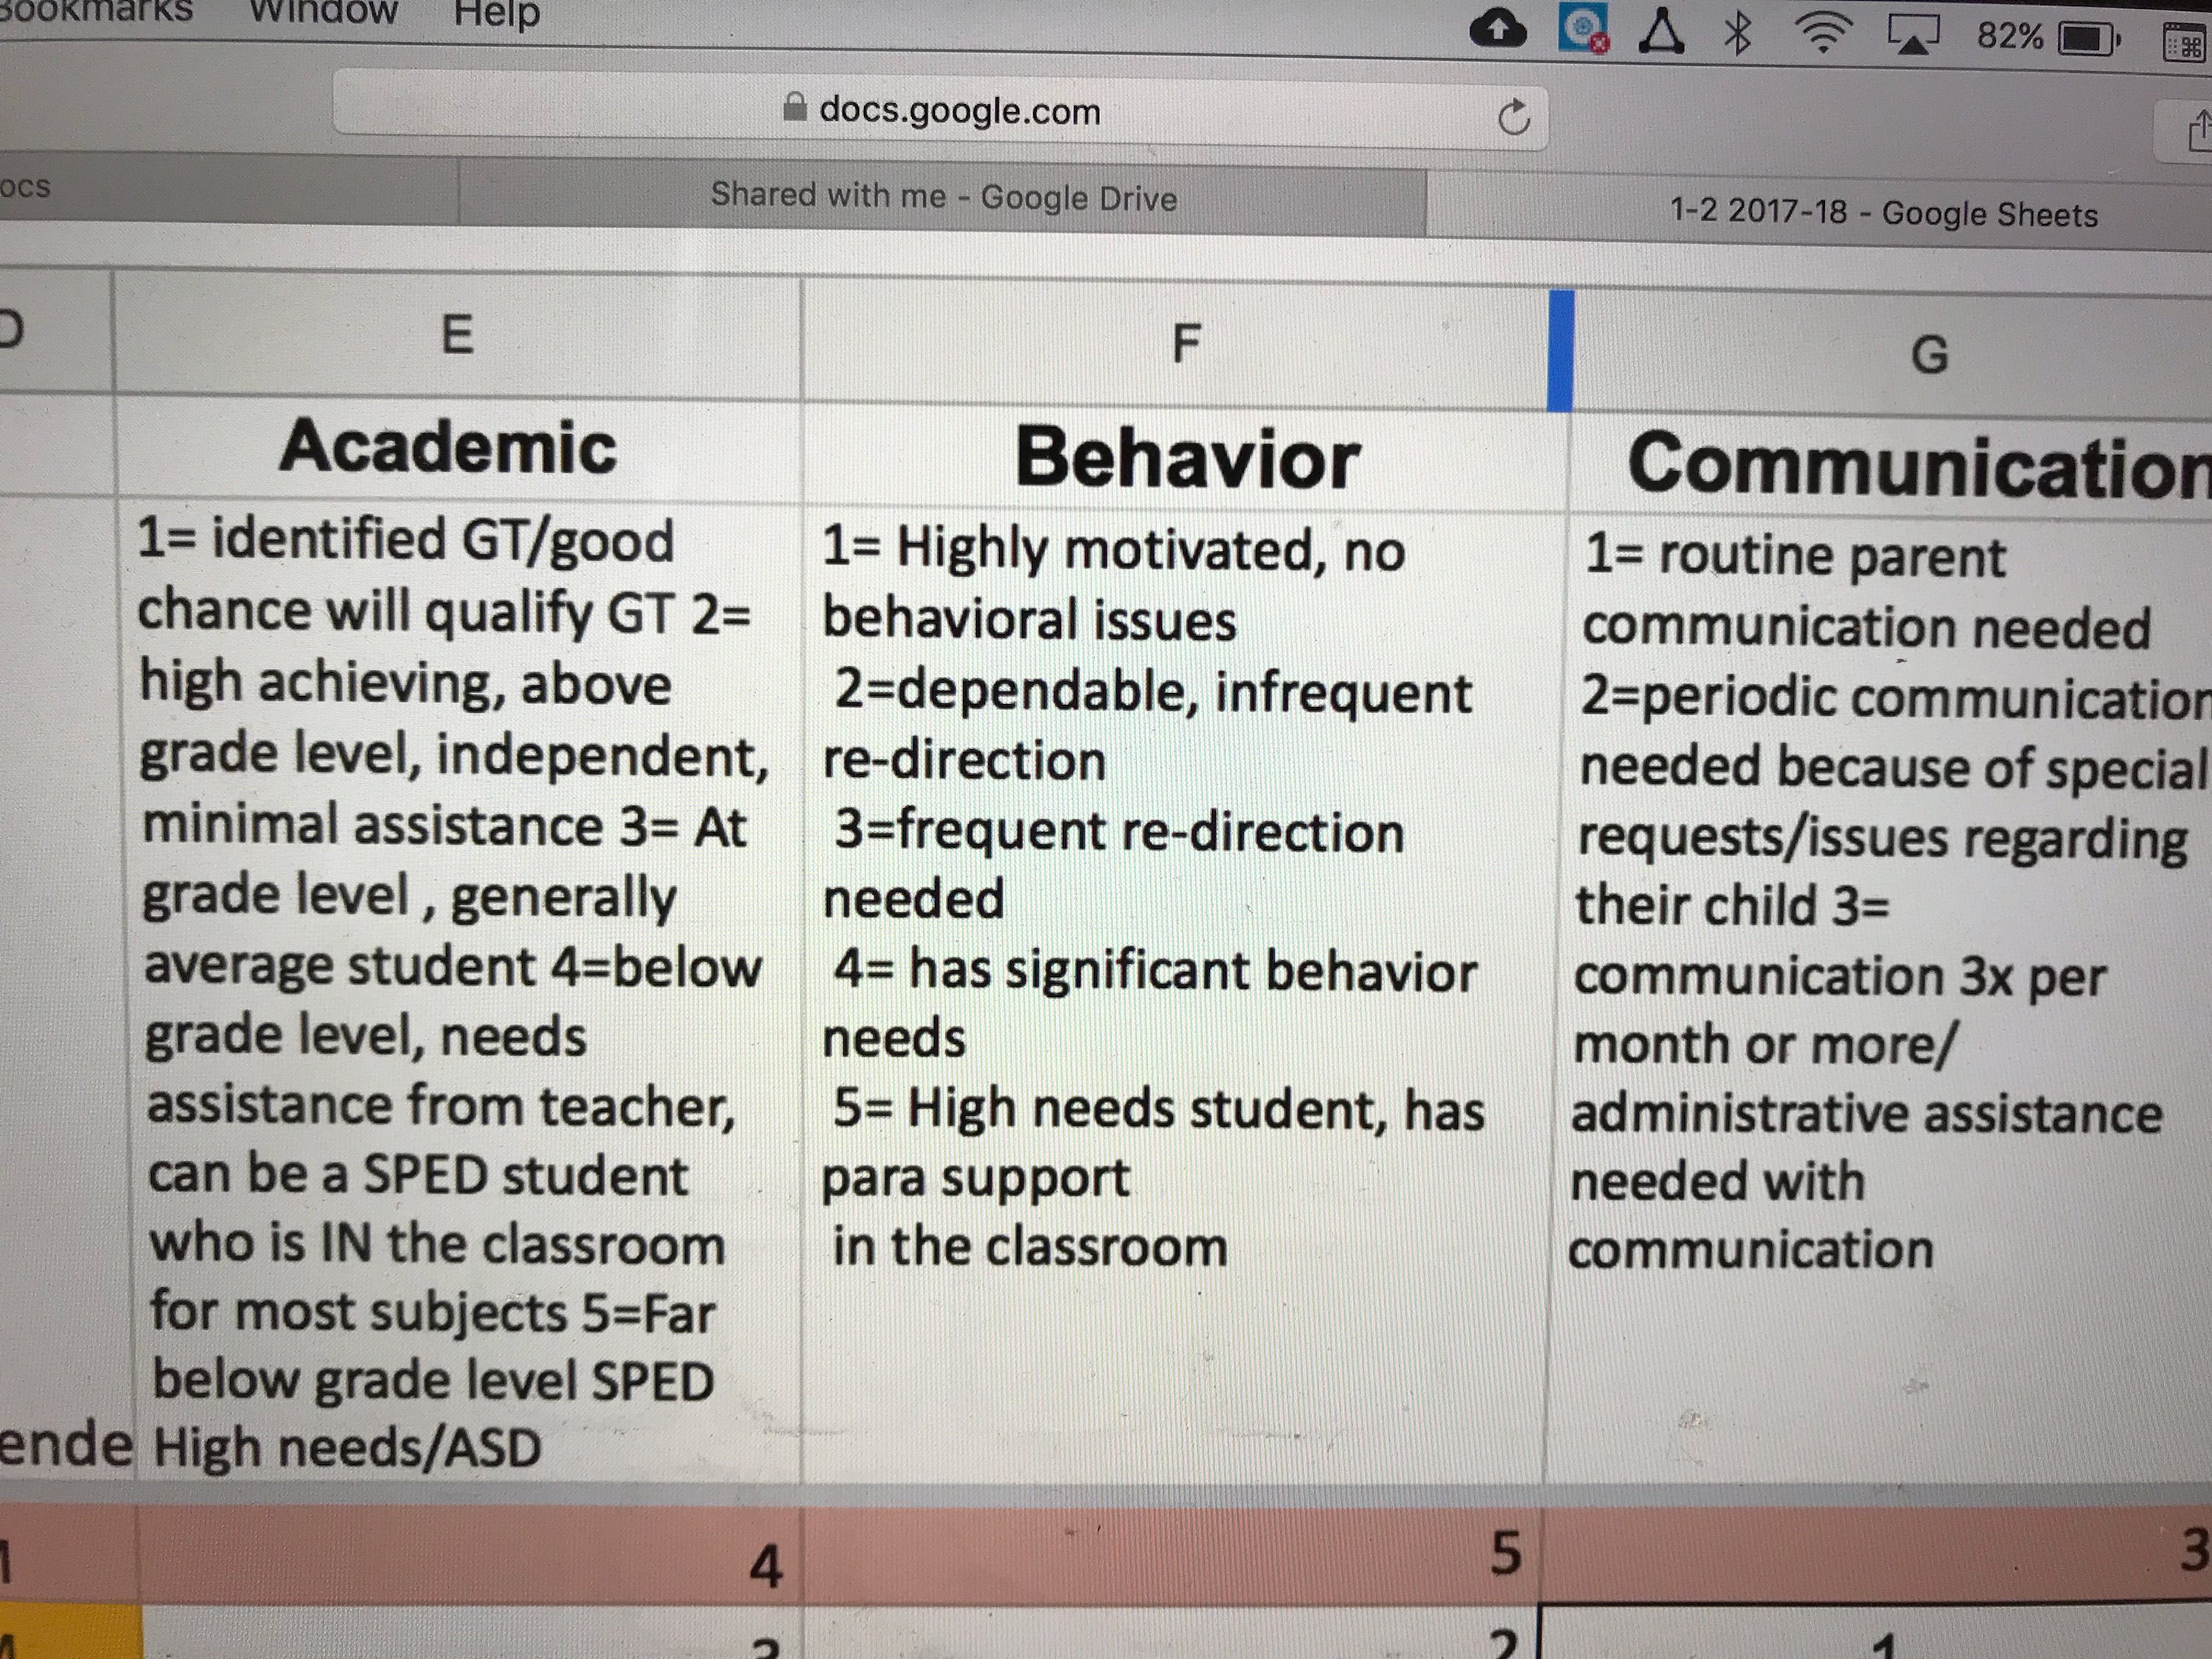 Bookmarks Window Help 82%
docs.google.com
ocs Shared with me - Google Drive 1-2 2017-18 - Google Sheets
D E F G
Academic
1= identified GT/good
chance will qualify GT 2=
high achieving, above
grade level, independent,
minimal assistance 3= At
grade level , generally
average student 4=below
grade level, needs
assistance from teacher,
can be a SPED student
who is IN the classroom
for most subjects 5=Far
below grade level SPED
High needs/ASD
Behavior
1= Highly motivated, no
behavioral issues
2=dependable, infrequent
re-direction
3=frequent re-direction
needed
4= has significant behavior
needs
5= High needs student, has
para support
in the classroom
Communication
1= routine parent
communication needed
2=periodic communication
needed because of special
requests/issues regarding
their child 3=
communication 3x per
month or more/
administrative assistance
needed with
communication
ende
4 5 3
2 1